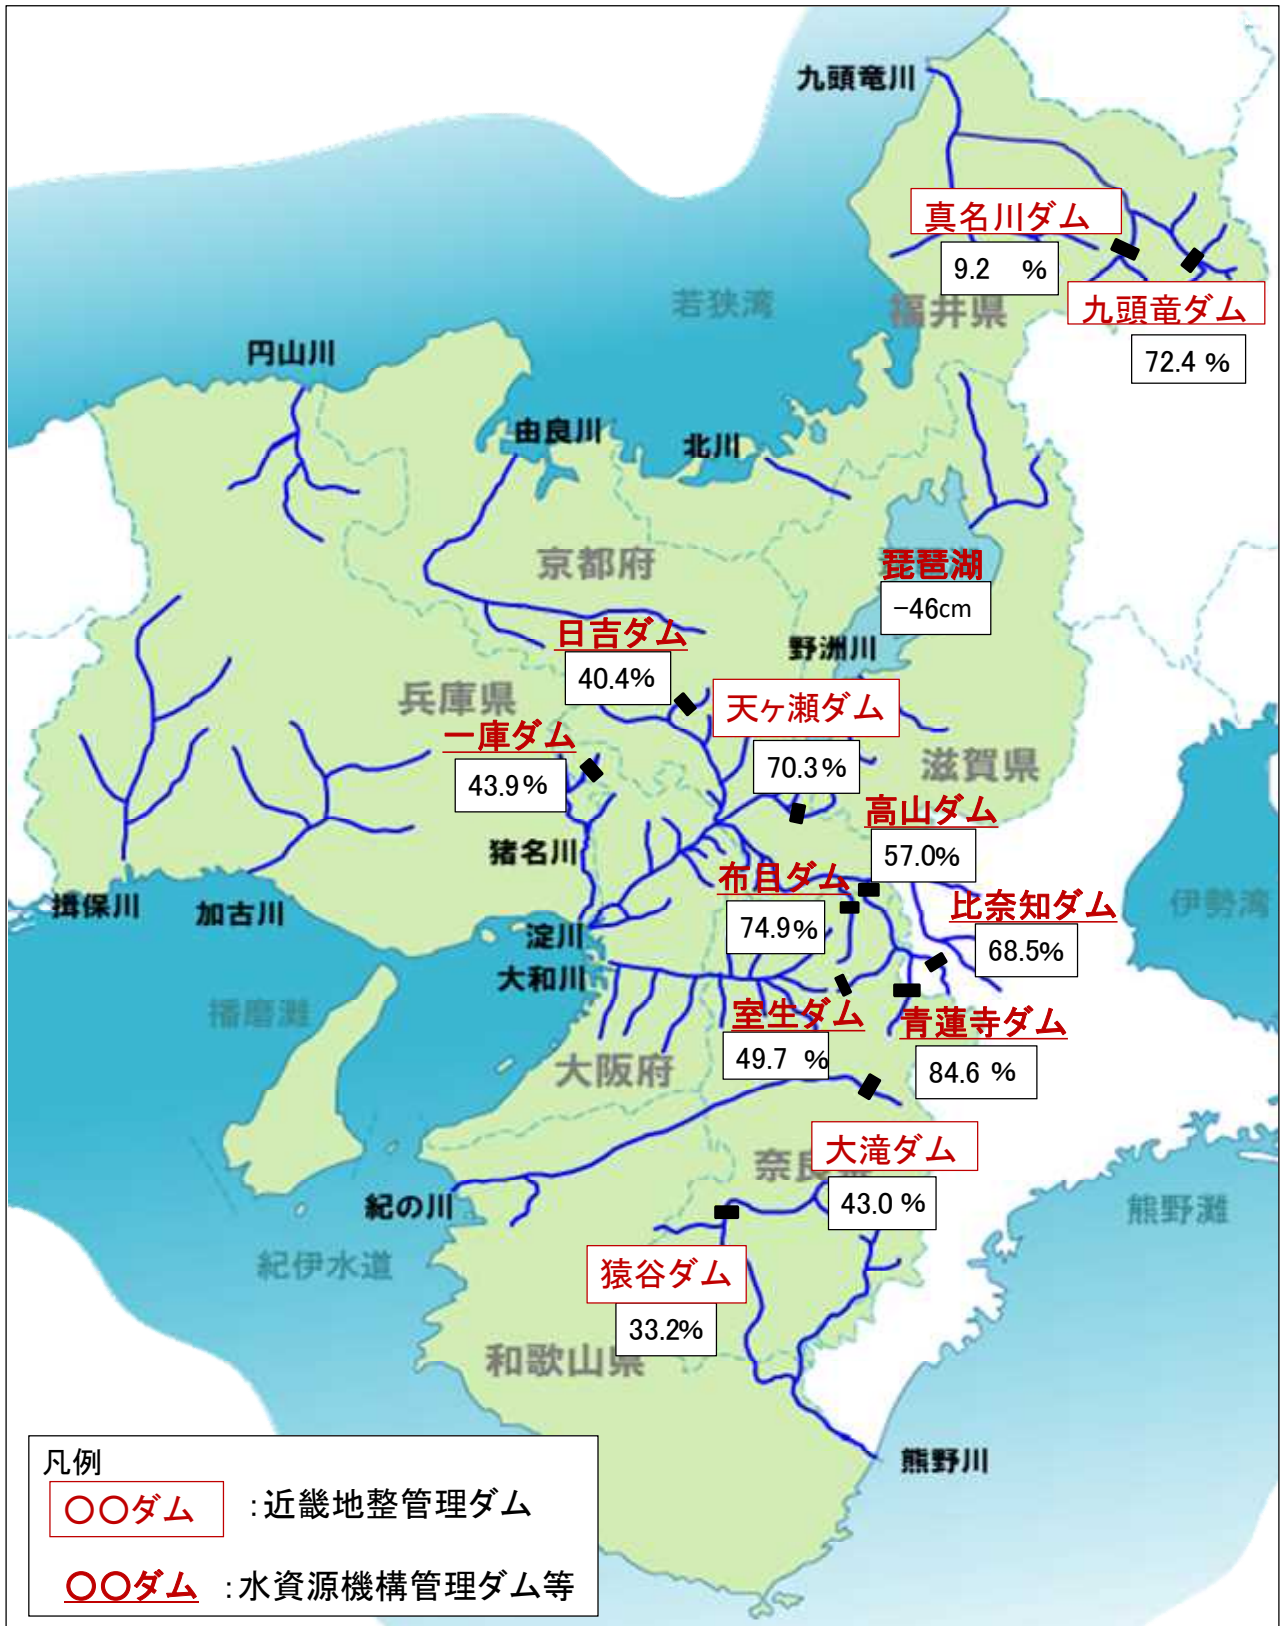 九頭竜川
真名川ダム
9.2 %
福井県
九頭竜ダム
72.4 %
若狭湾
円山川
由良川
北川
京都府
琵琶湖
-46cm
日吉ダム
40.4%
野洲川
兵庫県
天ヶ瀬ダム
70.3%
一庫ダム
43.9%
滋賀県
高山ダム
57.0%
猪名川
布目ダム
74.9%
比奈知ダム
68.5%
揖保川
加古川
伊勢湾
淀川
大和川
播磨灘
室生ダム
49.7 %
青蓮寺ダム
84.6 %
大阪府
大滝ダム
43.0 %
奈良
紀の川
熊野灘
紀伊水道
猿谷ダム
33.2%
和歌山県
熊野川
凡例
〇〇ダム :近畿地整管理ダム
〇〇ダム :水資源機構管理ダム等